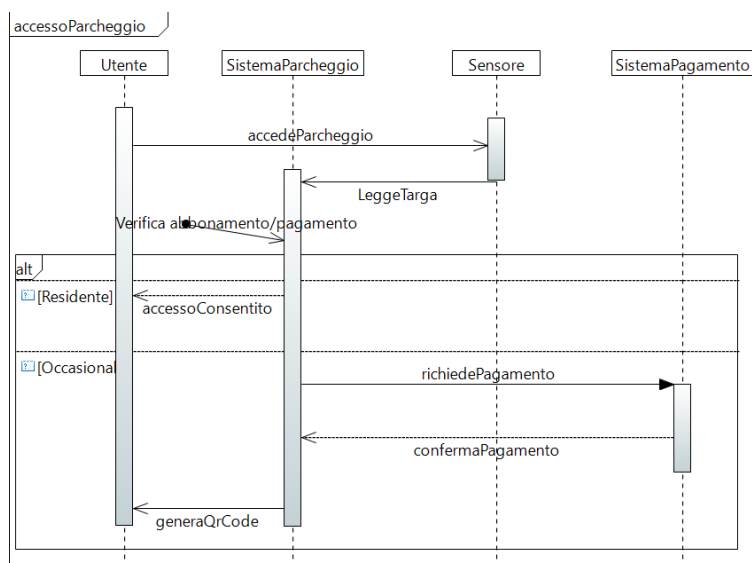 accessoParcheggio
Utente
SistemaParcheggio
Sensore
SistemaPagamento
accedeParcheggio
LeggeTarga
Verifica abbonamento/pagamento
alt
[Residente]
accessoConsentito
[Occasional
richiedePagamento
confermaPagamento
generaQrCode